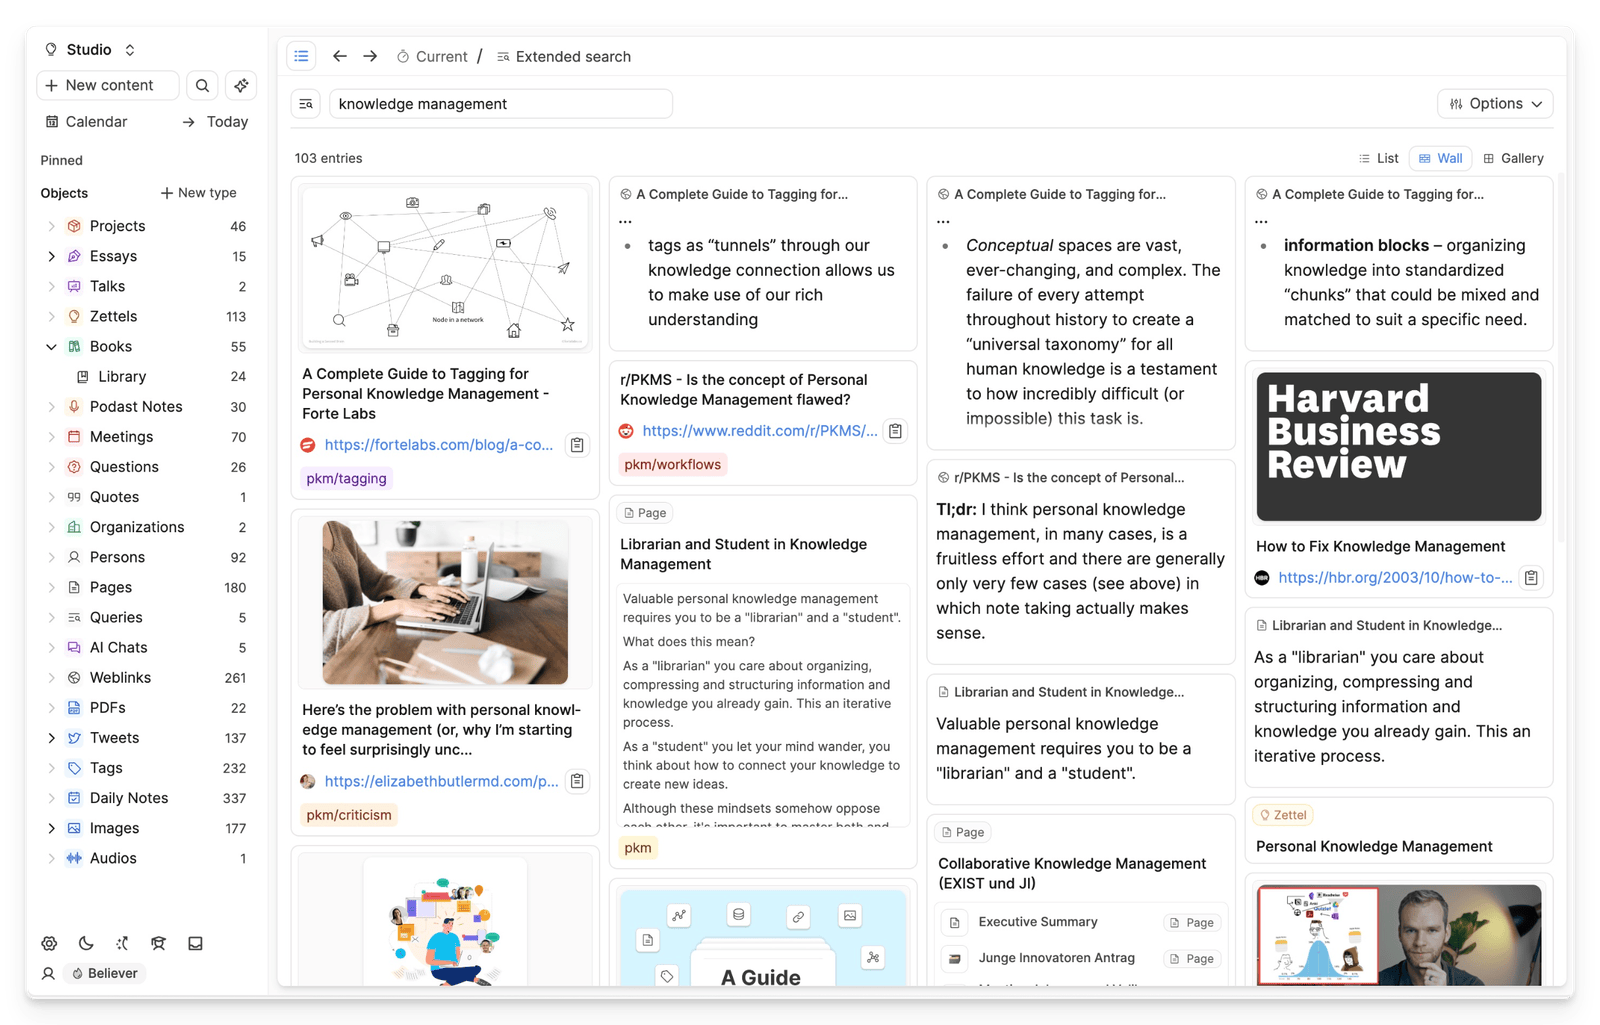 Studio
New content
Calendar
Today
Pinned
Objects
New type
Projects 46
Essays 15
Talks 2
Zettels 113
Books 55
Library 24
Podast Notes 30
Meetings 70
Questions 26
Quotes 1
Organizations 2
Persons 92
Pages 180
Queries 5
AI Chats 5
Weblinks 261
PDFs 22
Tweets 137
Tags 232
Daily Notes 337
Images 177
Audios 1
Believer
Current / Extended search
knowledge management
Options
103 entries
List
Wall
Gallery
Node in a network
A Complete Guide to Tagging for
Personal Knowledge Management -
Forte Labs
https://fortelabs.com/blog/a-co...
pkm/tagging
Here's the problem with personal knowl-
edge management (or, why I'm starting
to feel surprisingly unc...
https://elizabethbutlermd.com/p...
pkm/criticism
A Complete Guide to Tagging for...
...
• tags as “tunnels” through our
knowledge connection allows us
to make use of our rich
understanding
r/PKMS - Is the concept of Personal
Knowledge Management flawed?
https://www.reddit.com/r/PKMS/...
pkm/workflows
Page
Librarian and Student in Knowledge
Management
Valuable personal knowledge management
requires you to be a "librarian" and a "student".
What does this mean?
As a "librarian" you care about organizing,
compressing and structuring information and
knowledge you already gain. This an iterative
process.
As a "student" you let your mind wander, you
think about how to connect your knowledge to
create new ideas.
Although these mindsets somehow oppose
each other, it's important to master both and
pkm
A Guide
A Complete Guide to Tagging for...
...
• Conceptual spaces are vast,
ever-changing, and complex. The
failure of every attempt
throughout history to create a
“universal taxonomy” for all
human knowledge is a testament
to how incredibly difficult (or
impossible) this task is.
r/PKMS - Is the concept of Personal...
Tl;dr: I think personal knowledge
management, in many cases, is a
fruitless effort and there are generally
only very few cases (see above) in
which note taking actually makes
sense.
Librarian and Student in Knowledge...
Valuable personal knowledge
management requires you to be a
"librarian" and a "student".
Page
Collaborative Knowledge Management
(EXIST und JI)
Executive Summary
Page
Junge Innovatoren Antrag
Page
A Complete Guide to Tagging for...
...
• information blocks – organizing
knowledge into standardized
“chunks” that could be mixed and
matched to suit a specific need.
Harvard
Business
Review
How to Fix Knowledge Management
HBR
https://hbr.org/2003/10/how-to-...
Librarian and Student in Knowledge...
As a "librarian" you care about
organizing, compressing and
structuring information and
knowledge you already gain. This an
iterative process.
Zettel
Personal Knowledge Management